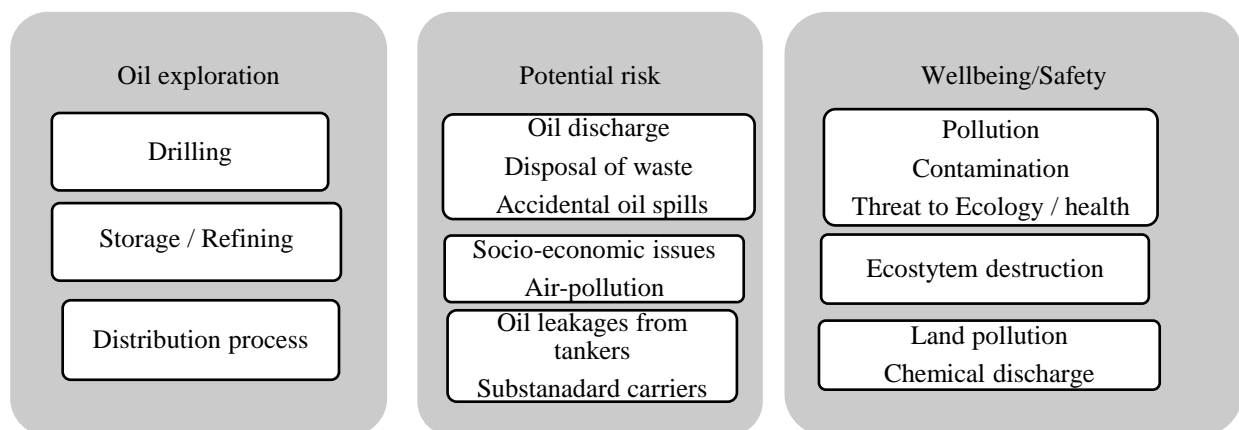 Oil exploration
Drilling
Storage / Refining
Distribution process
Potential risk
Oil discharge
Disposal of waste
Accidental oil spills
Socio-economic issues
Air-pollution
Oil leakages from
tankers
Substanadard carriers
Wellbeing/Safety
Pollution
Contamination
Threat to Ecology / health
Ecostytem destruction
Land pollution
Chemical discharge